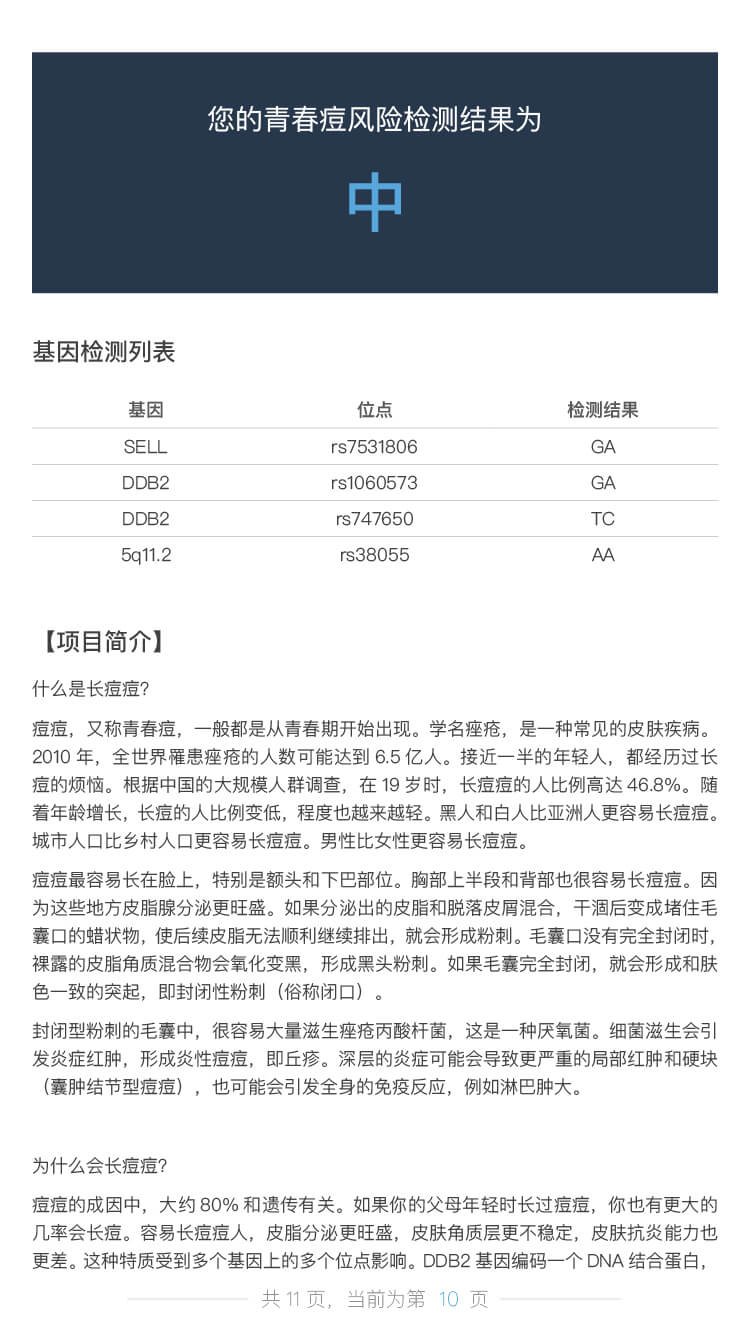 您的青春痘风险检测结果为
中
基因检测列表
基因 位点 检测结果
SELL rs7531806 GA
DDB2 rs1060573 GA
DDB2 rs747650 TC
5q11.2 rs38055 AA
【项目简介】
什么是长痘痘?
痘痘，又称青春痘，一般都是从青春期开始出现。学名痤疮，是一种常见的皮肤疾病。
2010 年，全世界罹患痤疮的人数可能达到 6.5 亿人。接近一半的年轻人，都经历过长
痘的烦恼。根据中国的大规模人群调查，在 19 岁时，长痘痘的人比例高达 46.8%。随
着年龄增长，长痘的人比例变低，程度也越来越轻。黑人和白人比亚洲人更容易长痘痘。
城市人口比乡村人口更容易长痘痘。男性比女性更容易长痘痘。
痘痘最容易长在脸上，特别是额头和下巴部位。胸部上半段和背部也很容易长痘痘。因
为这些地方皮脂腺分泌更旺盛。如果分泌出的皮脂和脱落皮屑混合，干涸后变成堵住毛
囊口的蜡状物，使后续皮脂无法顺利继续排出，就会形成粉刺。毛囊口没有完全封闭时，
裸露的皮脂角质混合物会氧化变黑，形成黑头粉刺。如果毛囊完全封闭，就会形成和肤
色一致的突起，即封闭性粉刺（俗称闭口）。
封闭型粉刺的毛囊中，很容易大量滋生痤疮丙酸杆菌，这是一种厌氧菌。细菌滋生会引
发炎症红肿，形成炎性痘痘，即丘疹。深层的炎症可能会导致更严重的局部红肿和硬块
（囊肿结节型痘痘），也可能会引发全身的免疫反应，例如淋巴肿大。
为什么会长痘痘?
痘痘的成因中，大约 80% 和遗传有关。如果你的父母年轻时长过痘痘，你也有更大的
几率会长痘。容易长痘痘人，皮脂分泌更旺盛，皮肤角质层更不稳定，皮肤抗炎能力也
更差。这种特质受到多个基因上的多个位点影响。DDB2 基因编码一个 DNA 结合蛋白，
共 11 页，当前为第 10 页